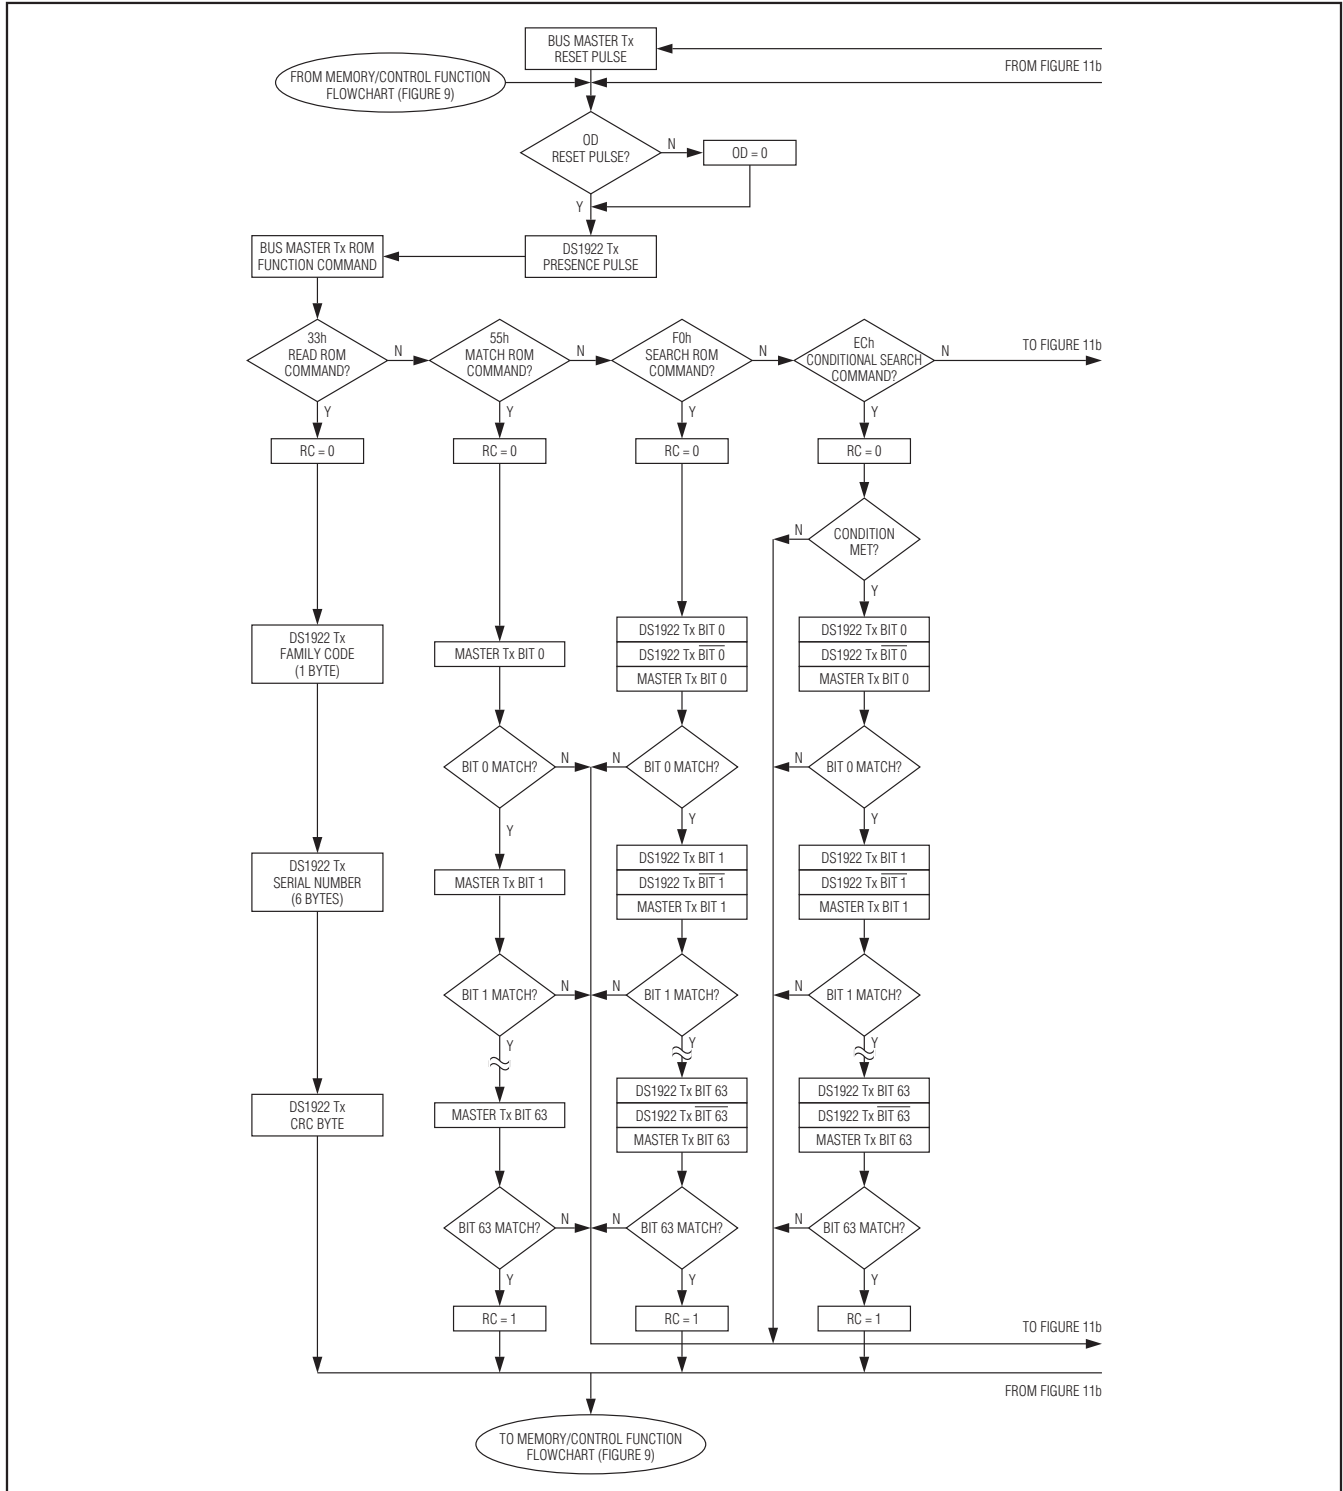 BUS MASTER Tx
RESET PULSE
FROM FIGURE 11b
FROM MEMORY/CONTROL FUNCTION
FLOWCHART (FIGURE 9)
OD
RESET PULSE?
N
OD = 0
Y
BUS MASTER Tx ROM
FUNCTION COMMAND
DS1922 Tx
PRESENCE PULSE
33h
READ ROM
COMMAND?
N
55h
MATCH ROM
COMMAND?
N
F0h
SEARCH ROM
COMMAND?
N
ECh
CONDITIONAL SEARCH
COMMAND?
N
TO FIGURE 11b
Y
Y
Y
Y
RC = 0
RC = 0
RC = 0
RC = 0
N
CONDITION
MET?
Y
DS1922 Tx
FAMILY CODE
(1 BYTE)
MASTER Tx BIT 0
DS1922 Tx BIT 0
DS1922 Tx BIT 0
MASTER Tx BIT 0
DS1922 Tx BIT 0
DS1922 Tx BIT 0
MASTER Tx BIT 0
BIT 0 MATCH?
N
N
BIT 0 MATCH?
N
BIT 0 MATCH?
Y
Y
Y
DS1922 Tx
SERIAL NUMBER
(6 BYTES)
MASTER Tx BIT 1
DS1922 Tx BIT 1
DS1922 Tx BIT 1
MASTER Tx BIT 1
DS1922 Tx BIT 1
DS1922 Tx BIT 1
MASTER Tx BIT 1
BIT 1 MATCH?
N
N
BIT 1 MATCH?
N
BIT 1 MATCH?
Y
Y
Y
DS1922 Tx
CRC BYTE
MASTER Tx BIT 63
DS1922 Tx BIT 63
DS1922 Tx BIT 63
MASTER Tx BIT 63
DS1922 Tx BIT 63
DS1922 Tx BIT 63
MASTER Tx BIT 63
BIT 63 MATCH?
N
N
BIT 63 MATCH?
N
BIT 63 MATCH?
Y
Y
Y
RC = 1
RC = 1
RC = 1
TO FIGURE 11b
FROM FIGURE 11b
TO MEMORY/CONTROL FUNCTION
FLOWCHART (FIGURE 9)